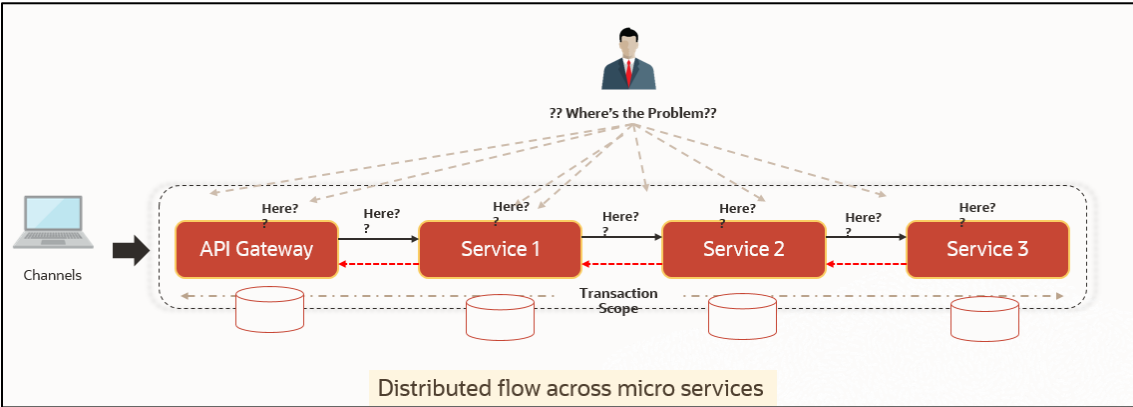 ?? Where's the Problem??
Here?
?
Here?
?
Here?
?
Here?
?
Here?
?
Here?
?
Here?
?
API Gateway
Service 1
Service 2
Service 3
Channels
Transaction
Scope
Distributed flow across micro services